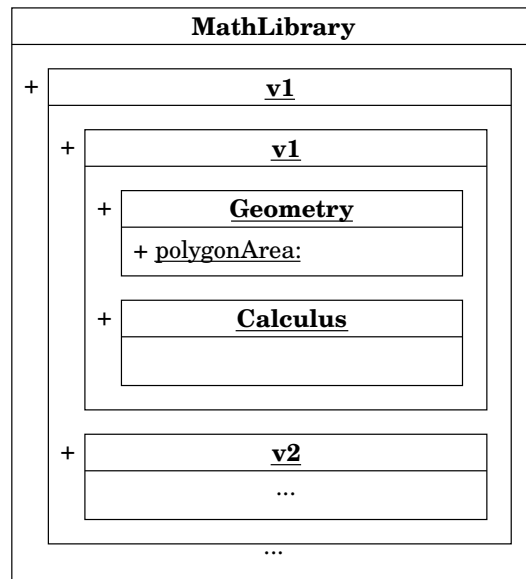 MathLibrary
+ v1
+ v1
+ Geometry
+ polygonArea:
+ Calculus
+ v2
...
...